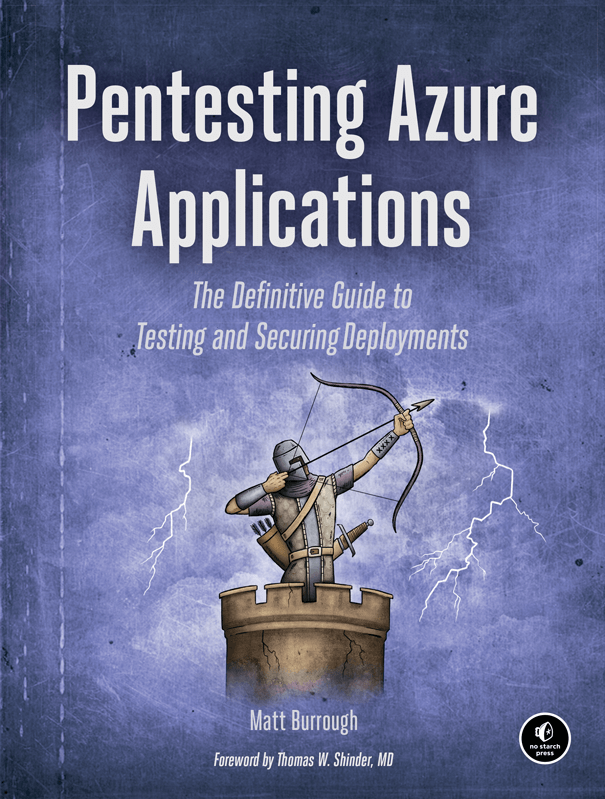 Pentesting Azure
Applications
The Definitive Guide to
Testing and Securing Deployments
Matt Burrough
Foreword by Thomas W. Shinder, MD
no starch
press